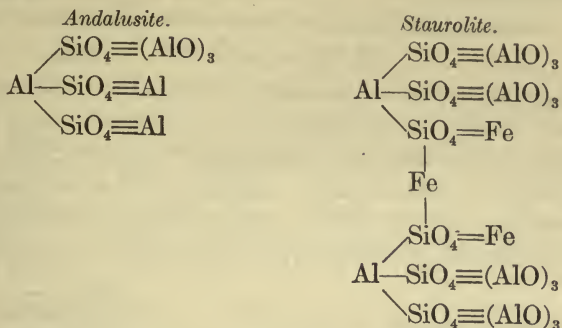 Andalusite.
SiO₄≡(AlO)₃
Al—SiO₄≡Al
SiO₄≡Al
Staurolite.
SiO₄≡(AlO)₃
Al—SiO₄≡(AlO)₃
SiO₄=Fe
Fe
SiO₄=Fe
Al—SiO₄≡(AlO)₃
SiO₄≡(AlO)₃